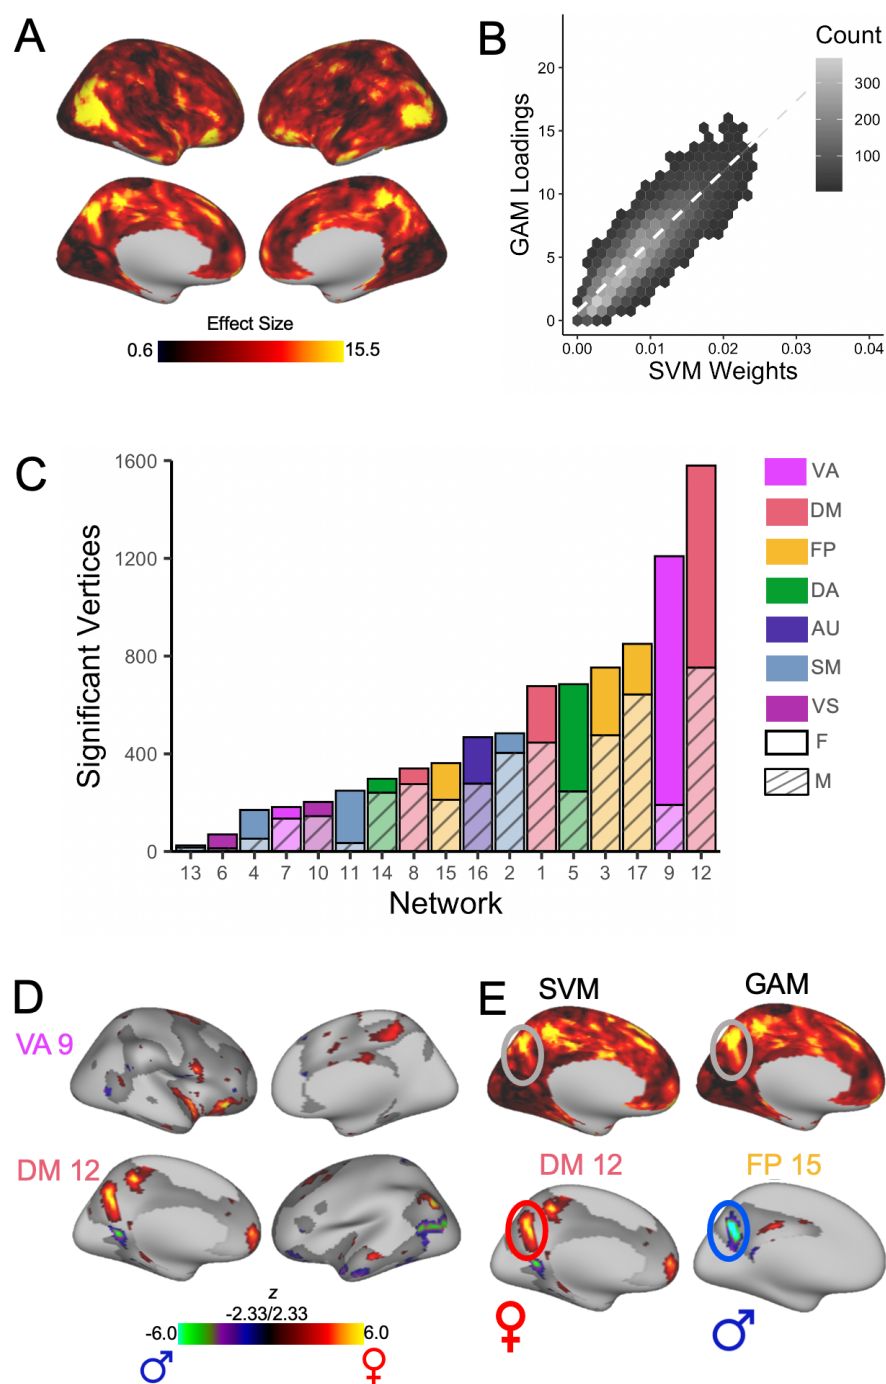 A
Effect Size
0.6
15.5
B
Count
300
200
100
GAM Loadings
20
15
10
5
0
0.00 0.01 0.02 0.03 0.04
SVM Weights
C
Significant Vertices
1600
1200
800
400
0
13 6 4 7 10 11 14 8 15 16 2 1 5 3 17 9 12
Network
VA
DM
FP
DA
AU
SM
VS
F
M
D
VA 9
DM 12
z
-2.33/2.33
-6.0
6.0
♂
♀
E
SVM GAM
DM 12 FP 15
♀ ♂